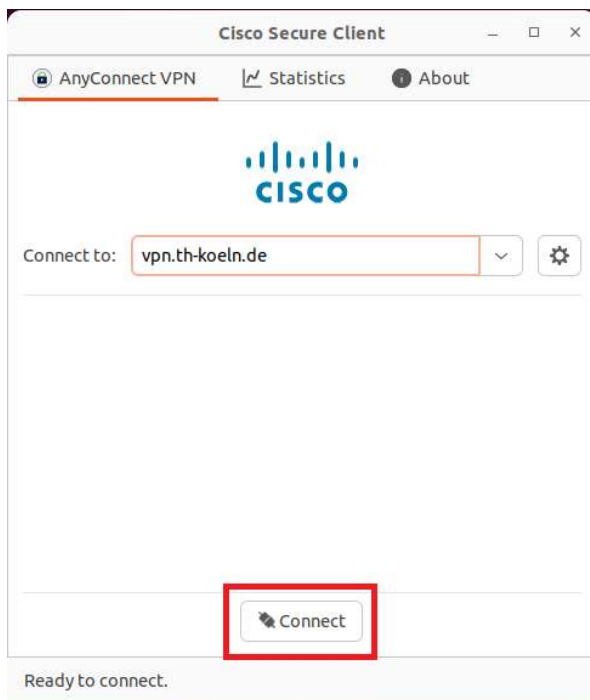 Cisco Secure Client
AnyConnect VPN Statistics About
CISCO
Connect to: vpn.th-koeln.de
Connect
Ready to connect.